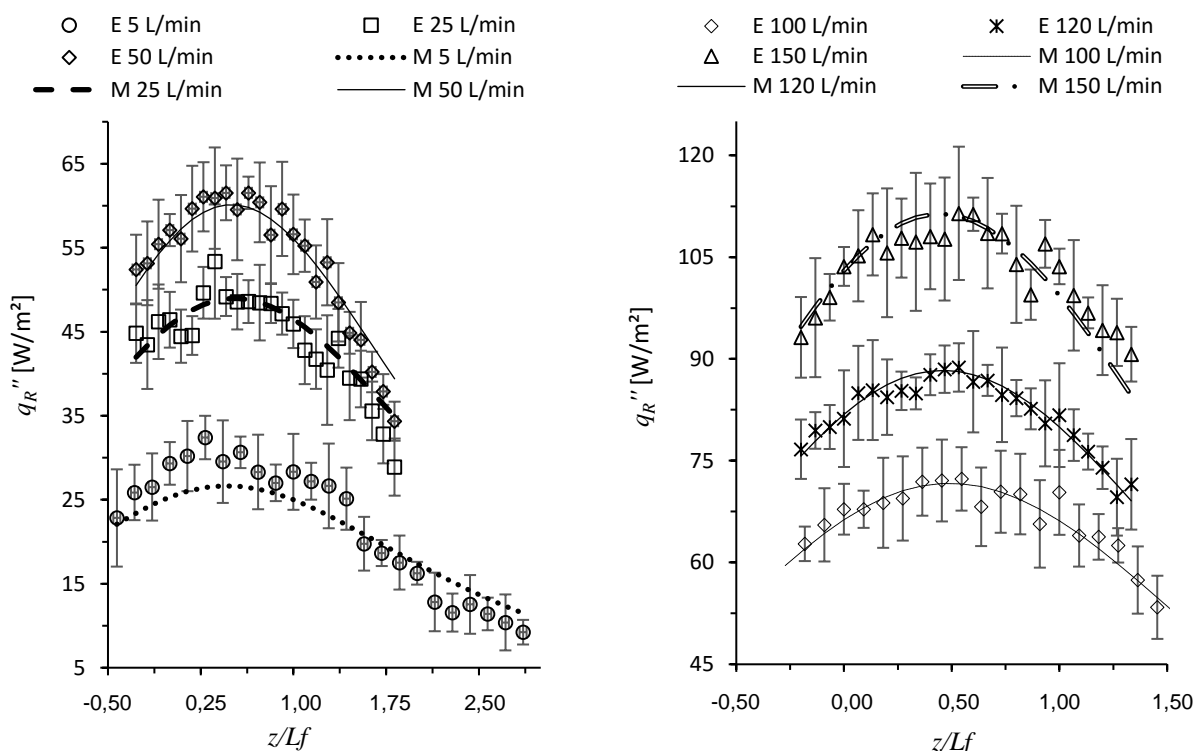 E 5 L/min E 25 L/min
E 50 L/min M 5 L/min
M 25 L/min M 50 L/min
65
55
45
35
25
15
5
q_R'' [W/m²]
-0,50 0,25 1,00 1,75 2,50
z/Lf
E 100 L/min E 120 L/min
E 150 L/min M 100 L/min
M 120 L/min M 150 L/min
120
105
90
75
60
45
q_R'' [W/m²]
-0,50 0,00 0,50 1,00 1,50
z/Lf